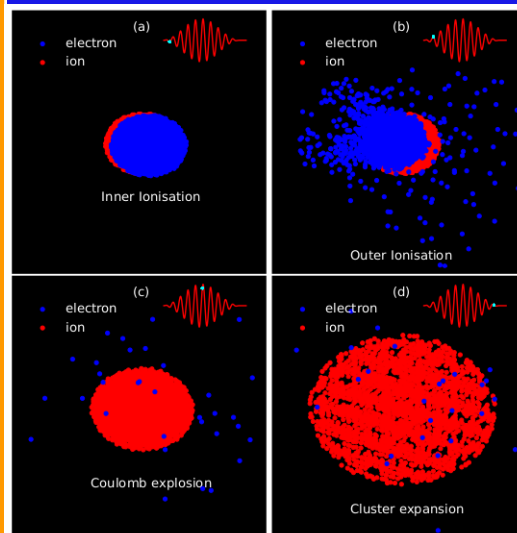 (a)
electron
ion
Inner Ionisation
(b)
electron
ion
Outer Ionisation
(c)
electron
ion
Coulomb explosion
(d)
electron
ion
Cluster expansion